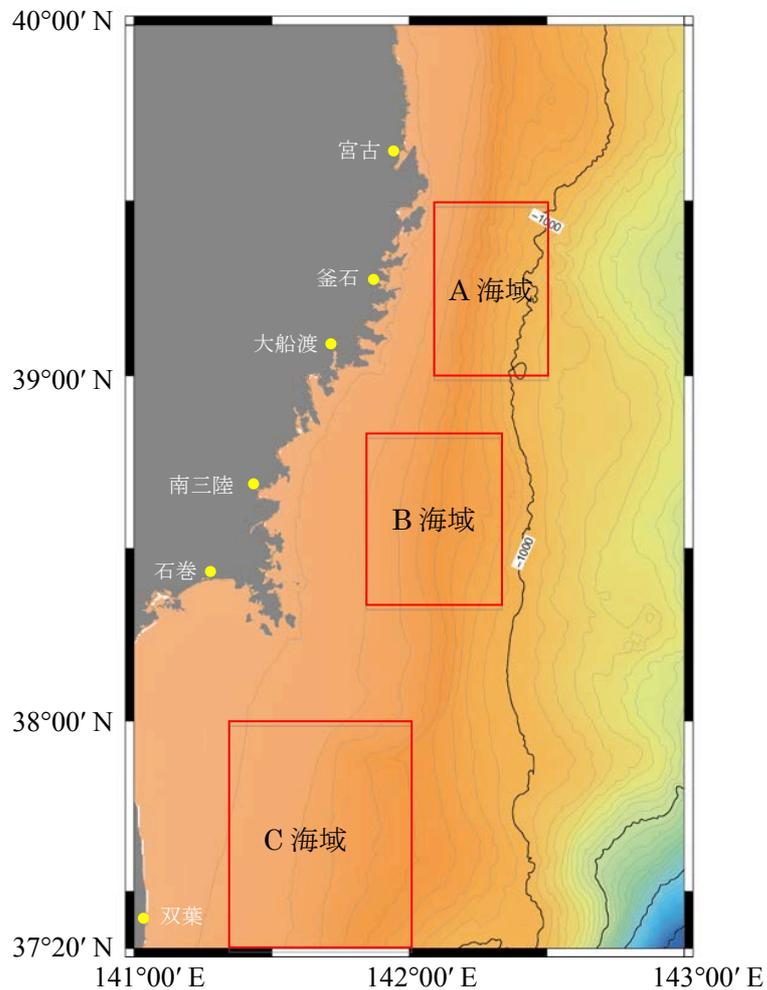 40°00′ N
宮古
−1000
釜石
A 海域
大船渡
39°00′ N
南三陸
B 海域
−1000
石巻
38°00′ N
C 海域
双葉
37°20′ N
141°00′ E
142°00′ E
143°00′ E